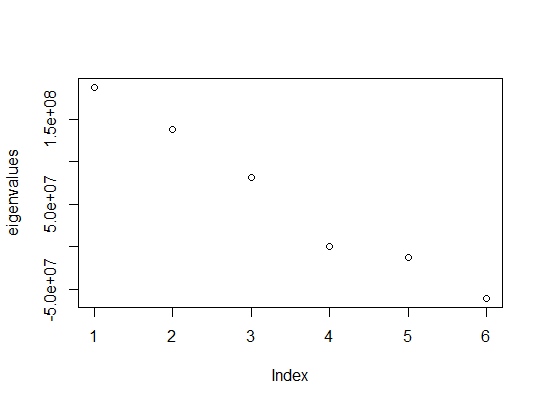 eigenvalues
1.5e+08
5.0e+07
-5.0e+07
1 2 3 4 5 6
Index